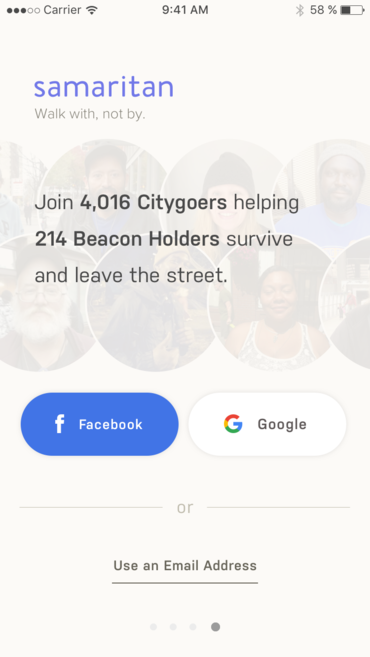 Carrier 9:41 AM 58 %
samaritan
Walk with, not by.
Join 4,016 Citygoers helping
214 Beacon Holders survive
and leave the street.
f Facebook G Google
or
Use an Email Address